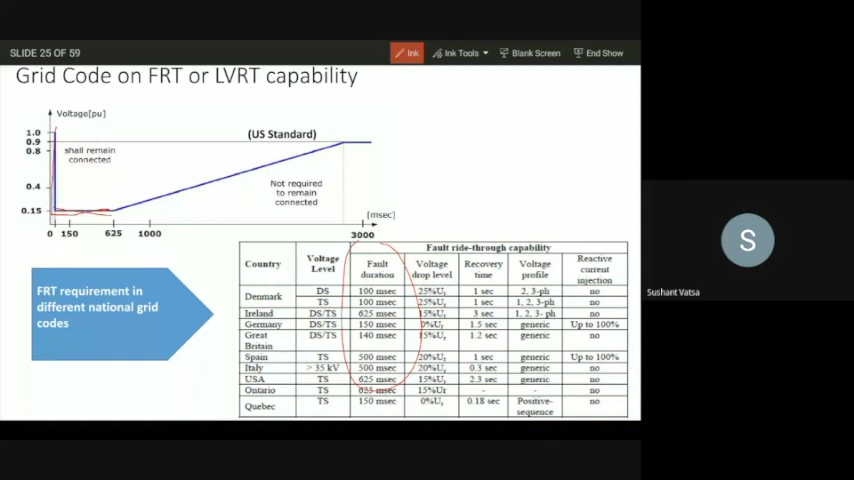 SLIDE 25 OF 59
Ink
Ink Tools
Blank Screen
End Show
Grid Code on FRT or LVRT capability
Voltage[pu]
(US Standard)
1.0
0.9
0.8
0.4
0.15
shall remain
connected
Not required
to remain
connected
[msec]
0 150 625 1000 3000
FRT requirement in
different national grid
codes
Country Voltage Level Fault ride-through capability
Fault duration Voltage drop level Recovery time Voltage profile Reactive current injection
Denmark DS 100 msec 25%Ur 1 sec 2, 3-ph no
TS 100 msec 25%Ur 1 sec 1, 2, 3-ph no
Ireland DS/TS 625 msec 15%Ur 3 sec 1, 2, 3- ph no
Germany DS/TS 150 msec 0%Ur 1.5 sec generic Up to 100%
Great Britain DS/TS 140 msec 15%Ur 1.2 sec generic no
Spain TS 500 msec 20%Ur 1 sec generic Up to 100%
Italy > 35 kV 500 msec 20%Ur 0.3 sec generic no
USA TS 625 msec 15%Ur 2.3 sec generic no
Ontario TS 625 msec 15%Ur - - no
Quebec TS 150 msec 0%Ur 0.18 sec Positive-sequence no
S
Sushant Vatsa